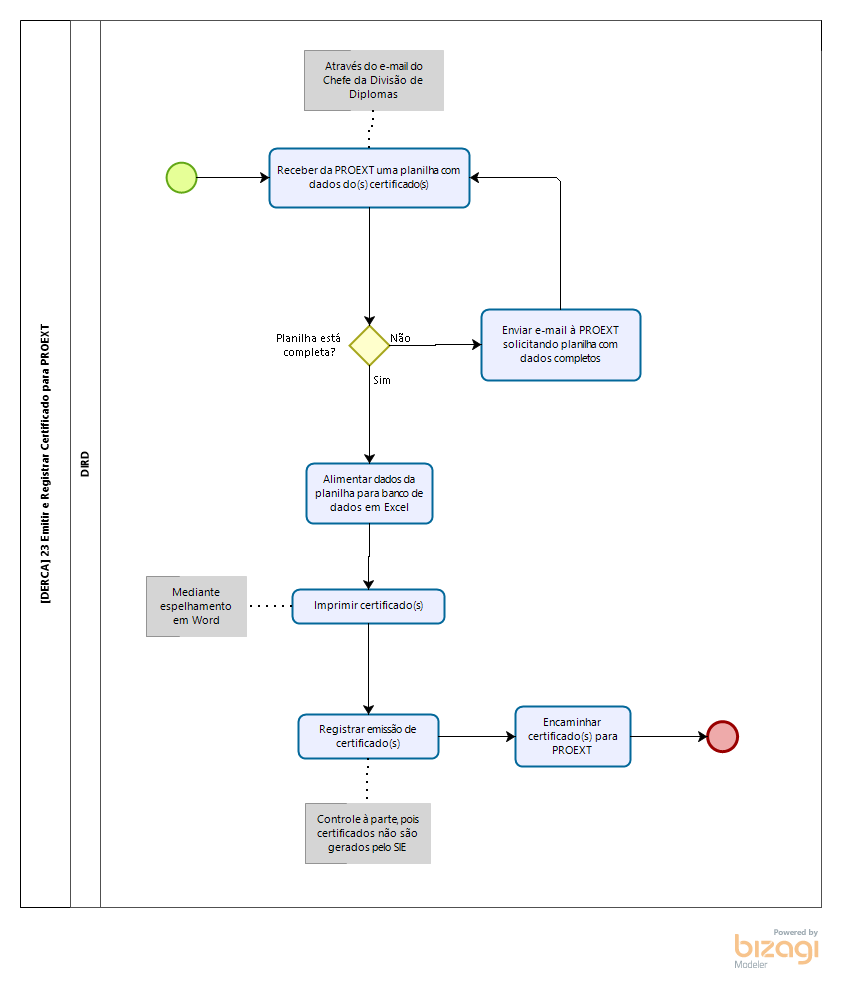 Através do e-mail do
Chefe da Divisão de
Diplomas
Receber da PROEXT uma planilha com
dados do(s) certificado(s)
Planilha está
completa?
Não
Enviar e-mail à PROEXT
solicitando planilha com
dados completos
Sim
[DERCA] 23 Emitir e Registrar Certificado para PROEXT
DIRD
Alimentar dados da
planilha para banco de
dados em Excel
Mediante
espelhamento
em Word
Imprimir certificado(s)
Registrar emissão de
certificado(s)
Encaminhar
certificado(s) para
PROEXT
Controle à parte, pois
certificados não são
gerados pelo SIE
Powered by
bizagi
Modeler